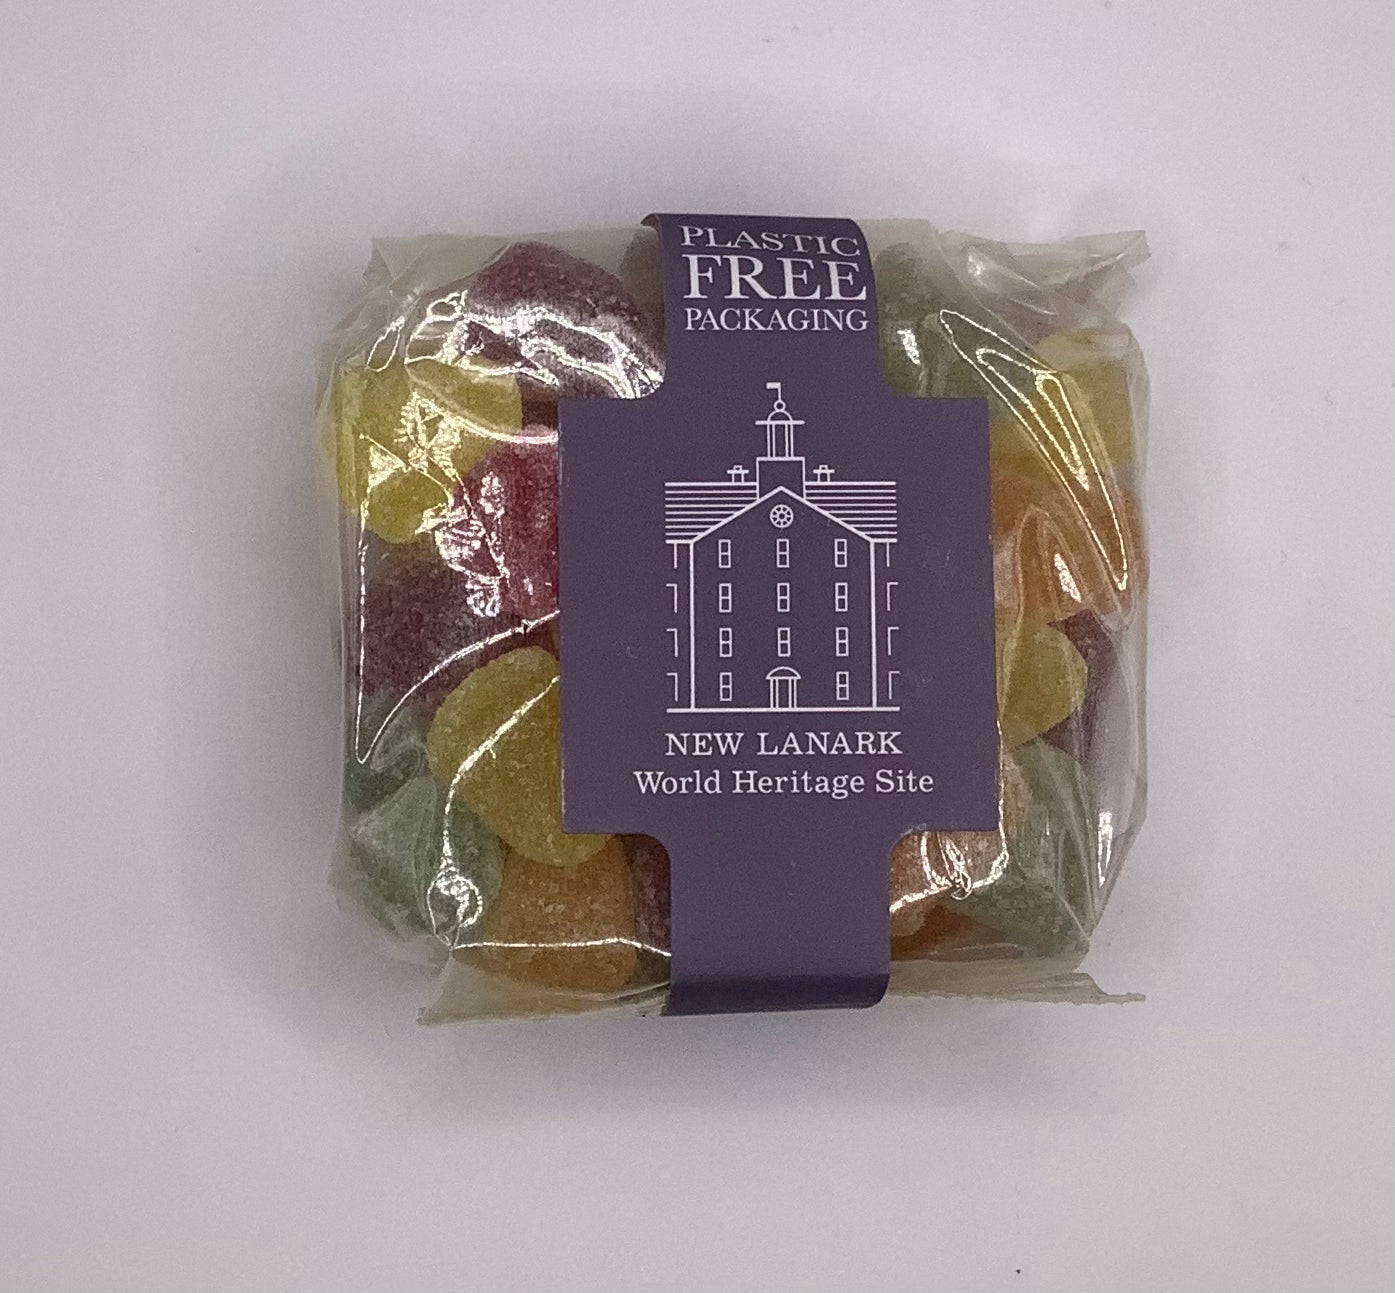 PLASTIC
FREE
PACKAGING
NEW LANARK
World Heritage Site